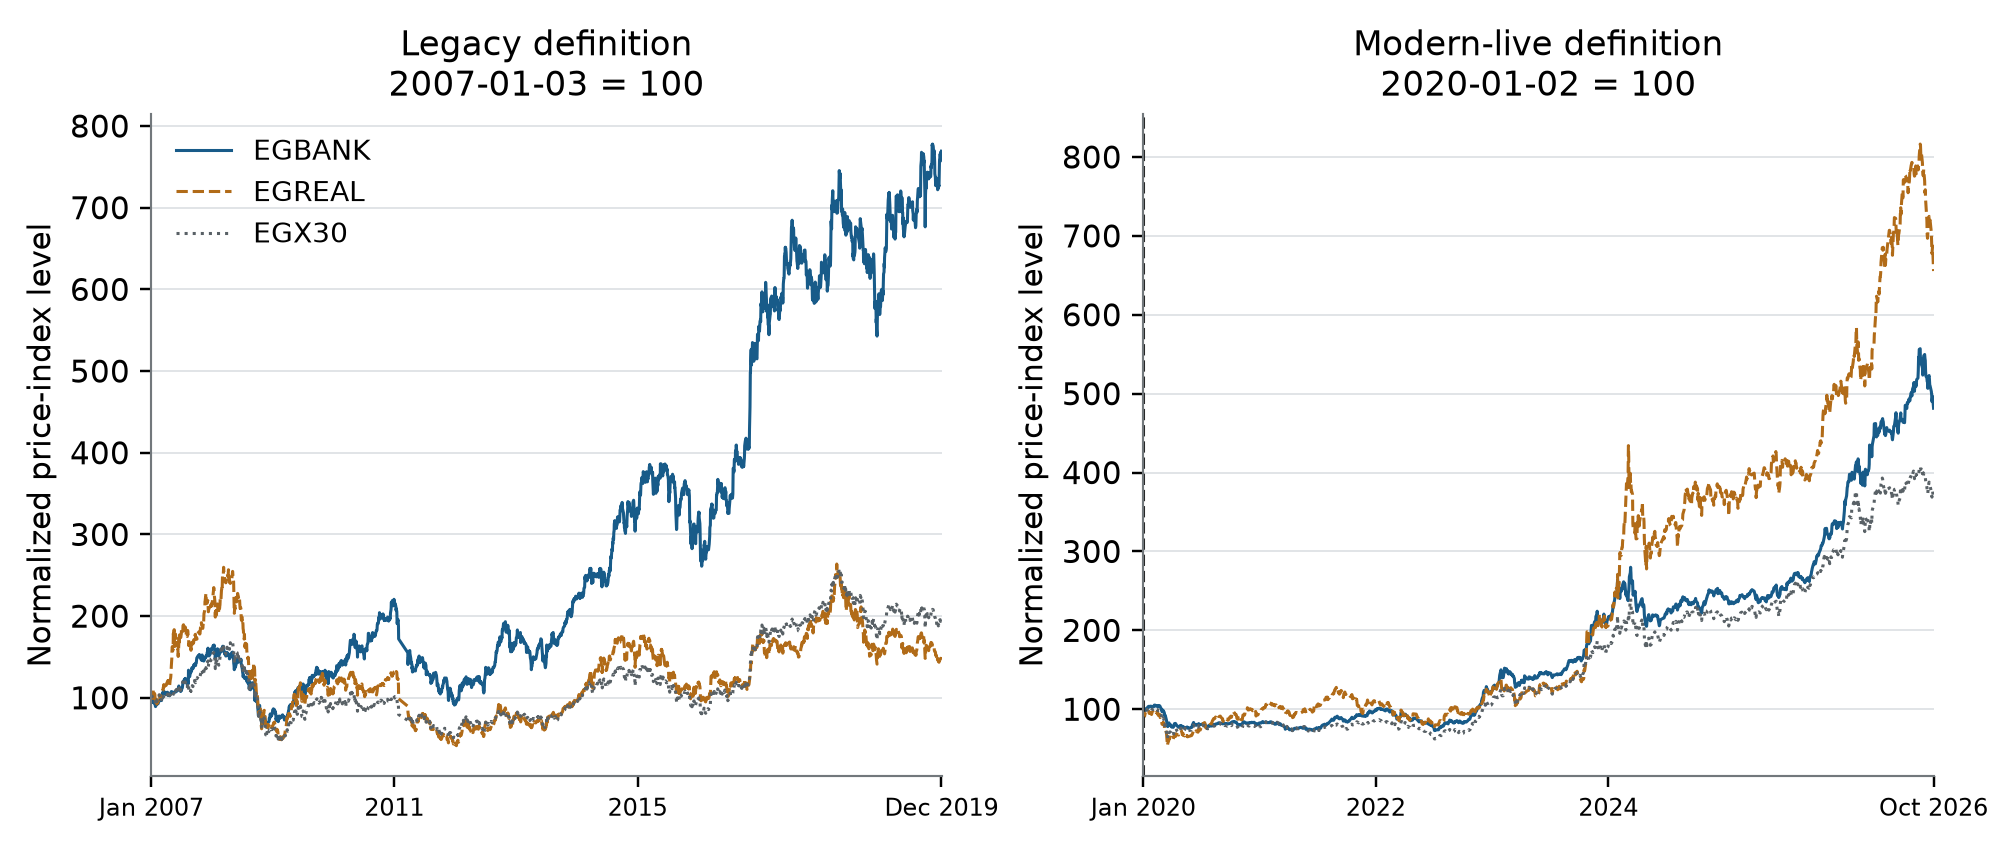 Legacy definition
2007-01-03 = 100
Normalized price-index level
800
700
600
500
400
300
200
100
EGBANK
EGREAL
EGX30
Jan 2007
2011
2015
Dec 2019
Modern-live definition
2020-01-02 = 100
Normalized price-index level
800
700
600
500
400
300
200
100
Jan 2020
2022
2024
Oct 2026